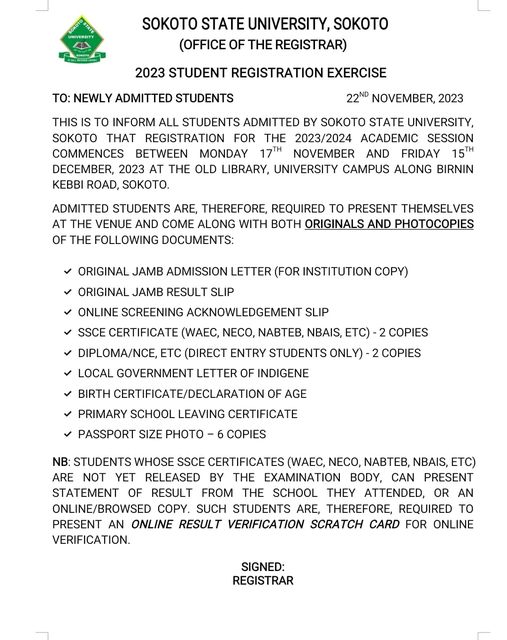 SOKOTO STATE UNIVERSITY, SOKOTO
(OFFICE OF THE REGISTRAR)
2023 STUDENT REGISTRATION EXERCISE
TO: NEWLY ADMITTED STUDENTS 22ND NOVEMBER, 2023
THIS IS TO INFORM ALL STUDENTS ADMITTED BY SOKOTO STATE UNIVERSITY,
SOKOTO THAT REGISTRATION FOR THE 2023/2024 ACADEMIC SESSION
COMMENCES BETWEEN MONDAY 17TH NOVEMBER AND FRIDAY 15TH
DECEMBER, 2023 AT THE OLD LIBRARY, UNIVERSITY CAMPUS ALONG BIRNIN
KEBBI ROAD, SOKOTO.
ADMITTED STUDENTS ARE, THEREFORE, REQUIRED TO PRESENT THEMSELVES
AT THE VENUE AND COME ALONG WITH BOTH ORIGINALS AND PHOTOCOPIES
OF THE FOLLOWING DOCUMENTS:
✓ ORIGINAL JAMB ADMISSION LETTER (FOR INSTITUTION COPY)
✓ ORIGINAL JAMB RESULT SLIP
✓ ONLINE SCREENING ACKNOWLEDGEMENT SLIP
✓ SSCE CERTIFICATE (WAEC, NECO, NABTEB, NBAIS, ETC) - 2 COPIES
✓ DIPLOMA/NCE, ETC (DIRECT ENTRY STUDENTS ONLY) - 2 COPIES
✓ LOCAL GOVERNMENT LETTER OF INDIGENE
✓ BIRTH CERTIFICATE/DECLARATION OF AGE
✓ PRIMARY SCHOOL LEAVING CERTIFICATE
✓ PASSPORT SIZE PHOTO – 6 COPIES
NB: STUDENTS WHOSE SSCE CERTIFICATES (WAEC, NECO, NABTEB, NBAIS, ETC)
ARE NOT YET RELEASED BY THE EXAMINATION BODY, CAN PRESENT
STATEMENT OF RESULT FROM THE SCHOOL THEY ATTENDED, OR AN
ONLINE/BROWSED COPY. SUCH STUDENTS ARE, THEREFORE, REQUIRED TO
PRESENT AN ONLINE RESULT VERIFICATION SCRATCH CARD FOR ONLINE
VERIFICATION.
SIGNED:
REGISTRAR